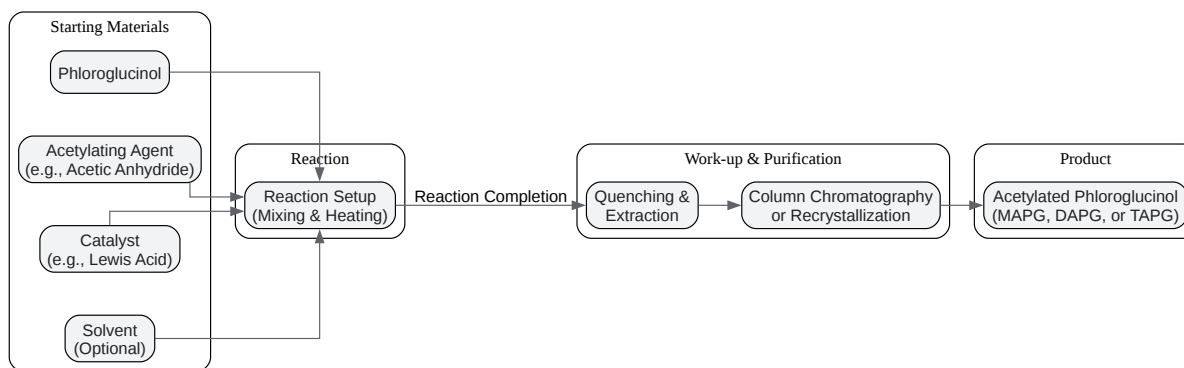 Starting Materials
Phloroglucinol
Acetylating Agent
(e.g., Acetic Anhydride)
Catalyst
(e.g., Lewis Acid)
Solvent
(Optional)
Reaction
Reaction Setup
(Mixing & Heating)
Reaction Completion
Work-up & Purification
Quenching &
Extraction
Column Chromatography
or Recrystallization
Product
Acetylated Phloroglucinol
(MAPG, DAPG, or TAPG)